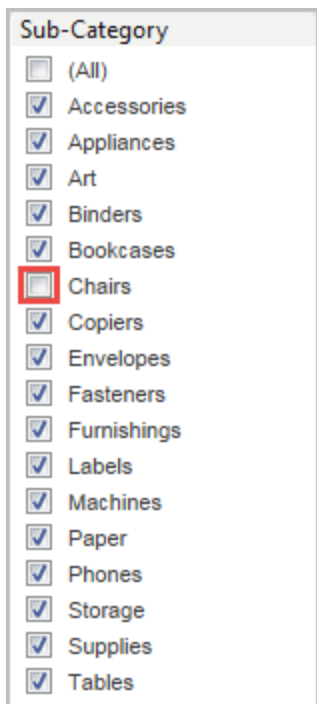 Sub-Category
(All)
Accessories
Appliances
Art
Binders
Bookcases
Chairs
Copiers
Envelopes
Fasteners
Furnishings
Labels
Machines
Paper
Phones
Storage
Supplies
Tables